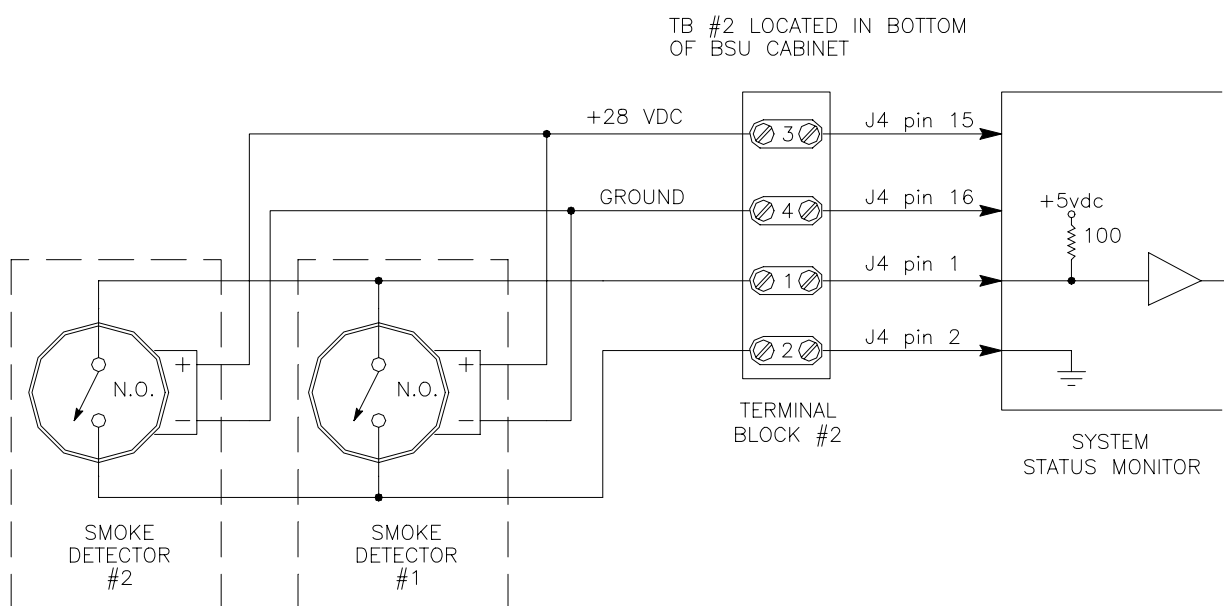 TB #2 LOCATED IN BOTTOM
OF BSU CABINET
+28 VDC
3
J4 pin 15
GROUND
4
J4 pin 16
+5vdc
100
1
J4 pin 1
2
J4 pin 2
+
N.O.
−
+
N.O.
−
TERMINAL
BLOCK #2
SYSTEM
STATUS MONITOR
SMOKE
DETECTOR
#2
SMOKE
DETECTOR
#1